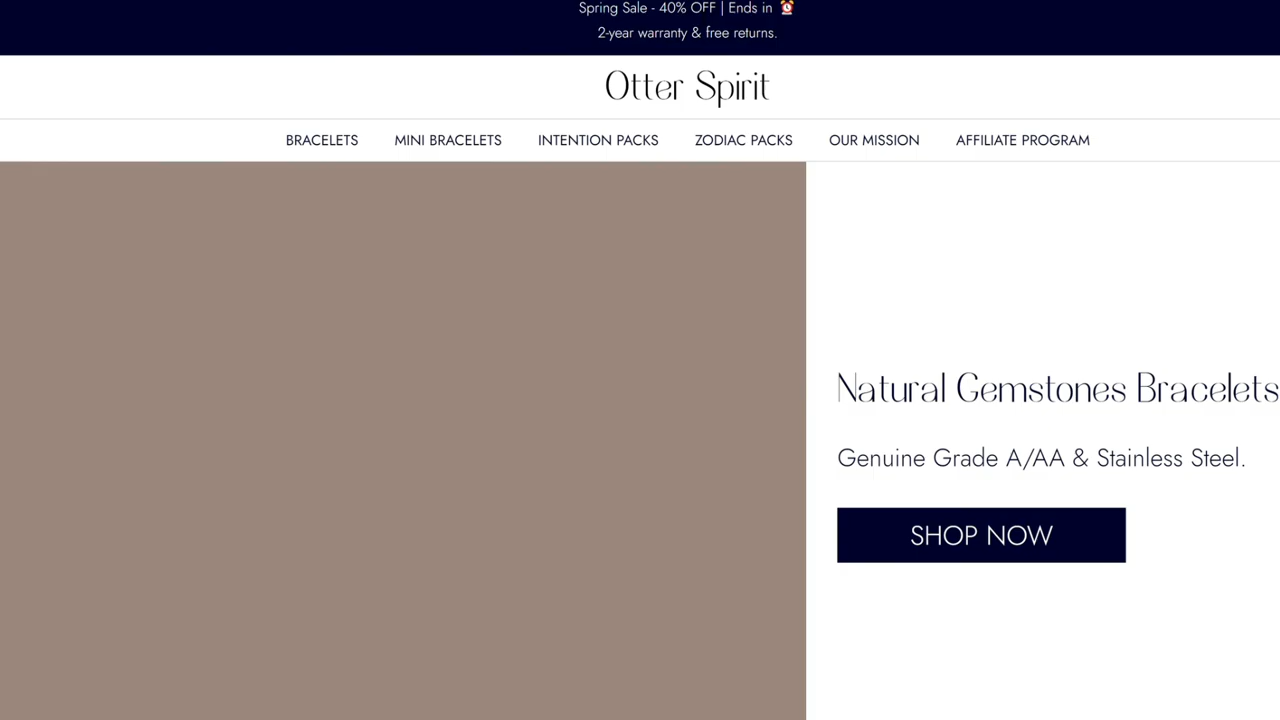 Spring Sale - 40% OFF | Ends in ⏰
2-year warranty & free returns.
Otter Spirit
BRACELETS MINI BRACELETS INTENTION PACKS ZODIAC PACKS OUR MISSION AFFILIATE PROGRAM
Natural Gemstones Bracelets
Genuine Grade A/AA & Stainless Steel.
SHOP NOW